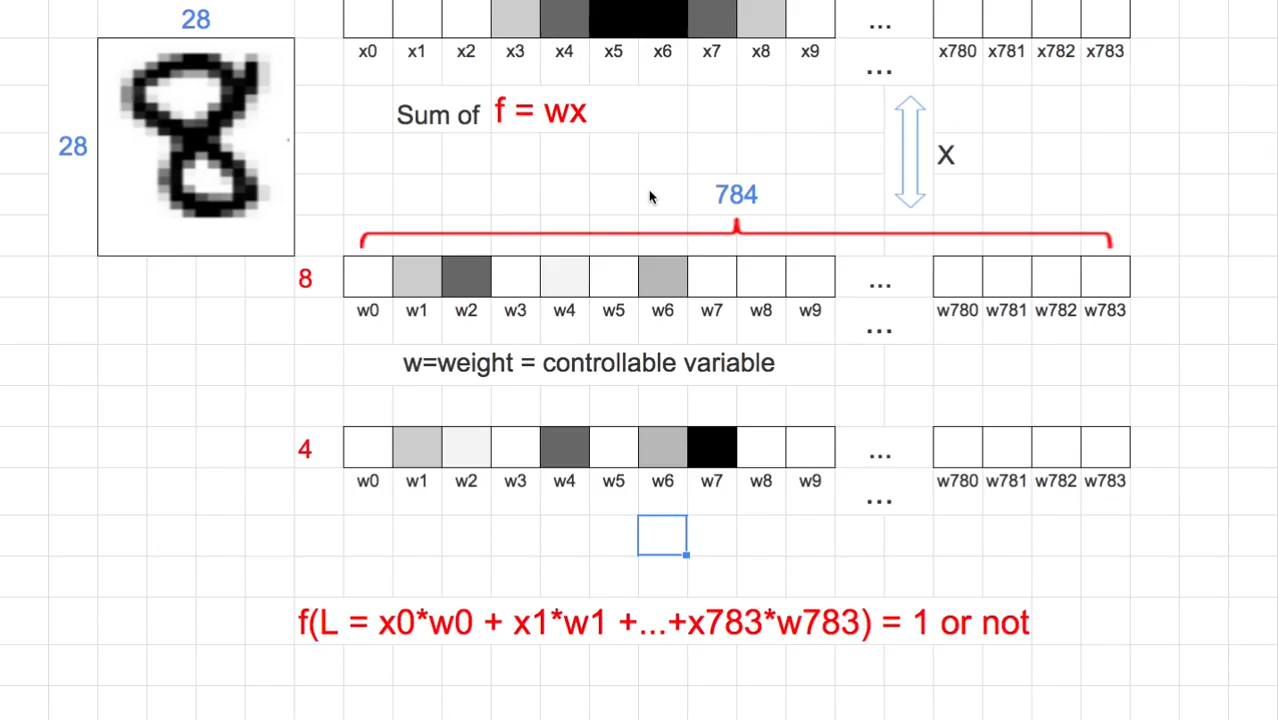 28
...
x0 x1 x2 x3 x4 x5 x6 x7 x8 x9 x780 x781 x782 x783
...
28
8
Sum of f = wx
X
784
8
...
w0 w1 w2 w3 w4 w5 w6 w7 w8 w9 w780 w781 w782 w783
...
w=weight = controllable variable
4
...
w0 w1 w2 w3 w4 w5 w6 w7 w8 w9 w780 w781 w782 w783
...
f(L = x0*w0 + x1*w1 +...+x783*w783) = 1 or not